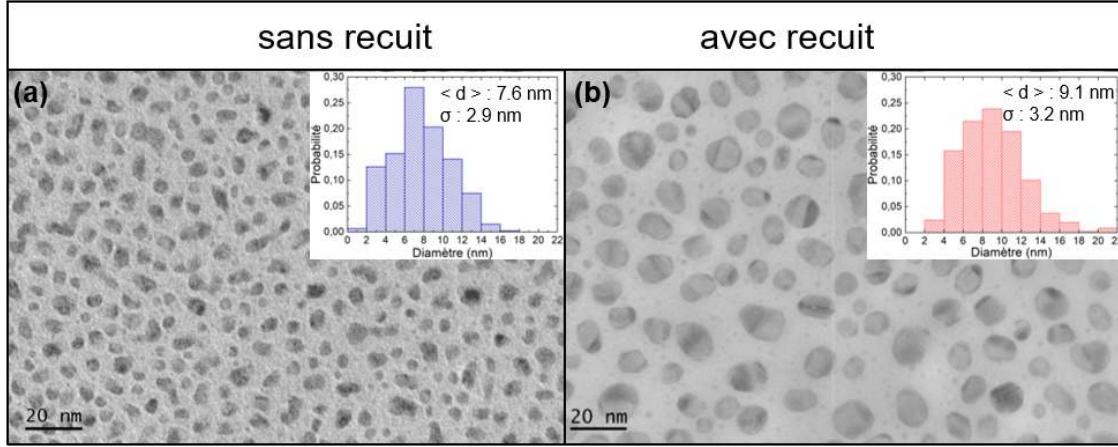 sans recuit
avec recuit
(a)
0,30
0,25
0,20
0,15
0,10
0,05
0,00
Probabilité
< d > : 7.6 nm
σ : 2.9 nm
0 2 4 6 8 10 12 14 16 18 20 22
Diamètre (nm)
20 nm
(b)
0,30
0,25
0,20
0,15
0,10
0,05
0,00
Probabilité
< d > : 9.1 nm
σ : 3.2 nm
0 2 4 6 8 10 12 14 16 18 20 22
Diamètre (nm)
20 nm